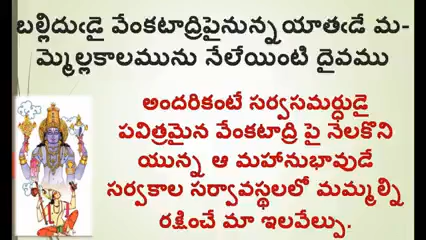 బల్లిదుఁడై వేంకటాద్రిపైనున్న యాతఁడే మ-
మ్మెల్లకాలమును నేలేయింటి దైవము
అందరికంటే సర్వసమర్ధుడై
పవిత్రమైన వేంకటాద్రి పై నెలకొని
యున్న ఆ మహానుభావుడే
సర్వకాల సర్వావస్థలలో మమ్మల్ని
రక్షించే మా ఇలవేల్పు.